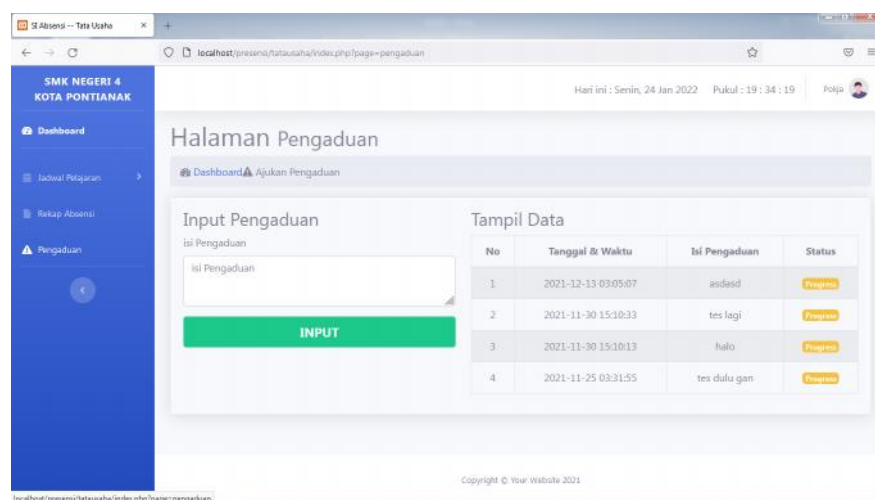 SI Absensi -- Tata Usaha
localhost/presensi/tatausaha/index.php?page=pengaduan
SMK NEGERI 4
KOTA PONTIANAK
Hari ini : Senin, 24 Jan 2022 Pukul : 19 : 34 : 19 Pokja
Dashboard
Jadwal Pelajaran
Rekap Absensi
Pengaduan
Halaman Pengaduan
Dashboard Ajukan Pengaduan
Input Pengaduan
isi Pengaduan
isi Pengaduan
INPUT
Tampil Data
No Tanggal & Waktu Isi Pengaduan Status
1 2021-12-13 03:05:07 asdasd Progress
2 2021-11-30 15:10:33 tes lagi Progress
3 2021-11-30 15:10:13 halo Progress
4 2021-11-25 03:31:55 tes dulu gan Progress
Copyright © Your Website 2021
localhost/presensi/tatausaha/index.php?page=pengaduan